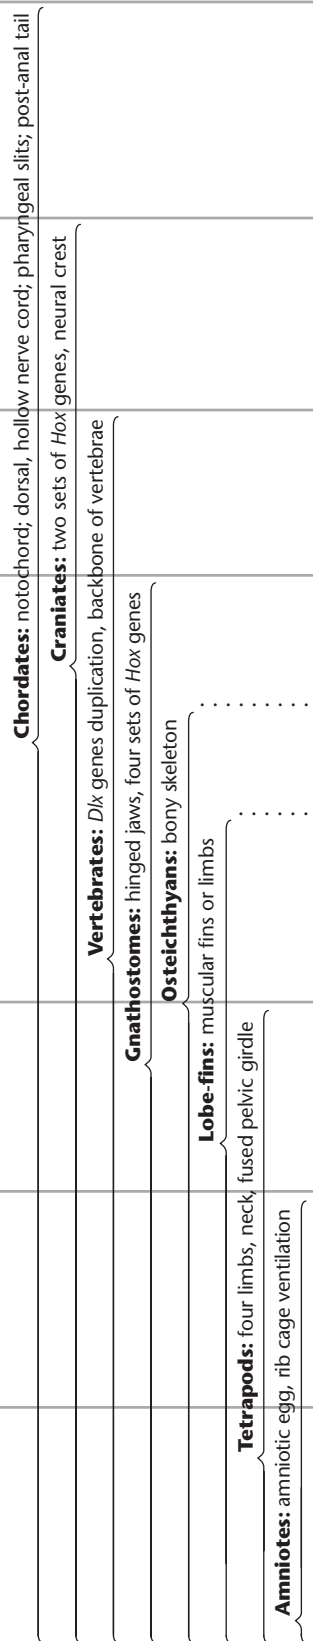 Chordates: notochord; dorsal, hollow nerve cord; pharyngeal slits; post-anal tail
Craniates: two sets of Hox genes, neural crest
Vertebrates: Dlx genes duplication, backbone of vertebrae
Gnathostomes: hinged jaws, four sets of Hox genes
Osteichthyans: bony skeleton
Lobe-fins: muscular fins or limbs
Tetrapods: four limbs, neck, fused pelvic girdle
Amniotes: amniotic egg, rib cage ventilation